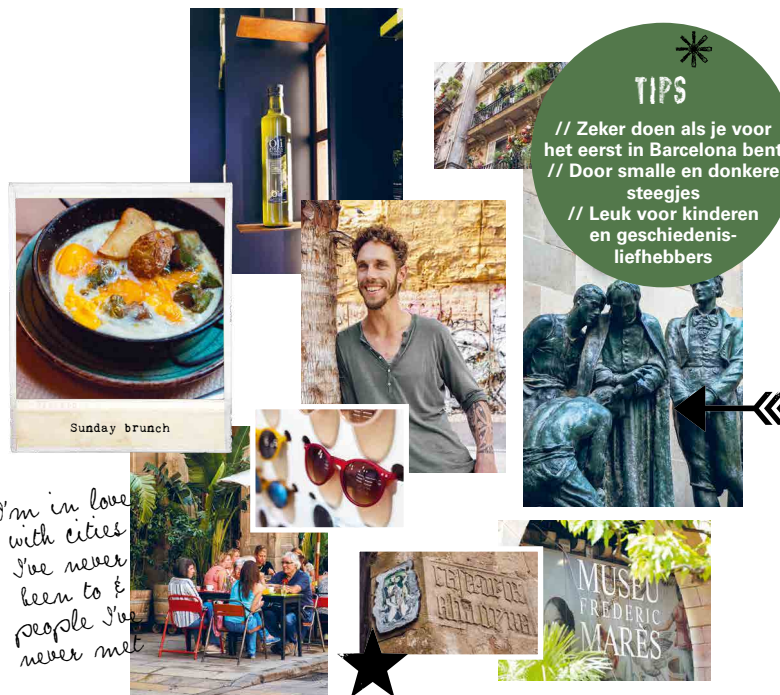 Oli
TIPS
// Zeker doen als je voor
het eerst in Barcelona bent
// Door smalle en donkere
steegjes
// Leuk voor kinderen
en geschiedenis-
liefhebbers
Sunday brunch
I'm in love
with cities
I've never
been to &
people I've
never met
MUSEU
FREDERIC
MARÈS